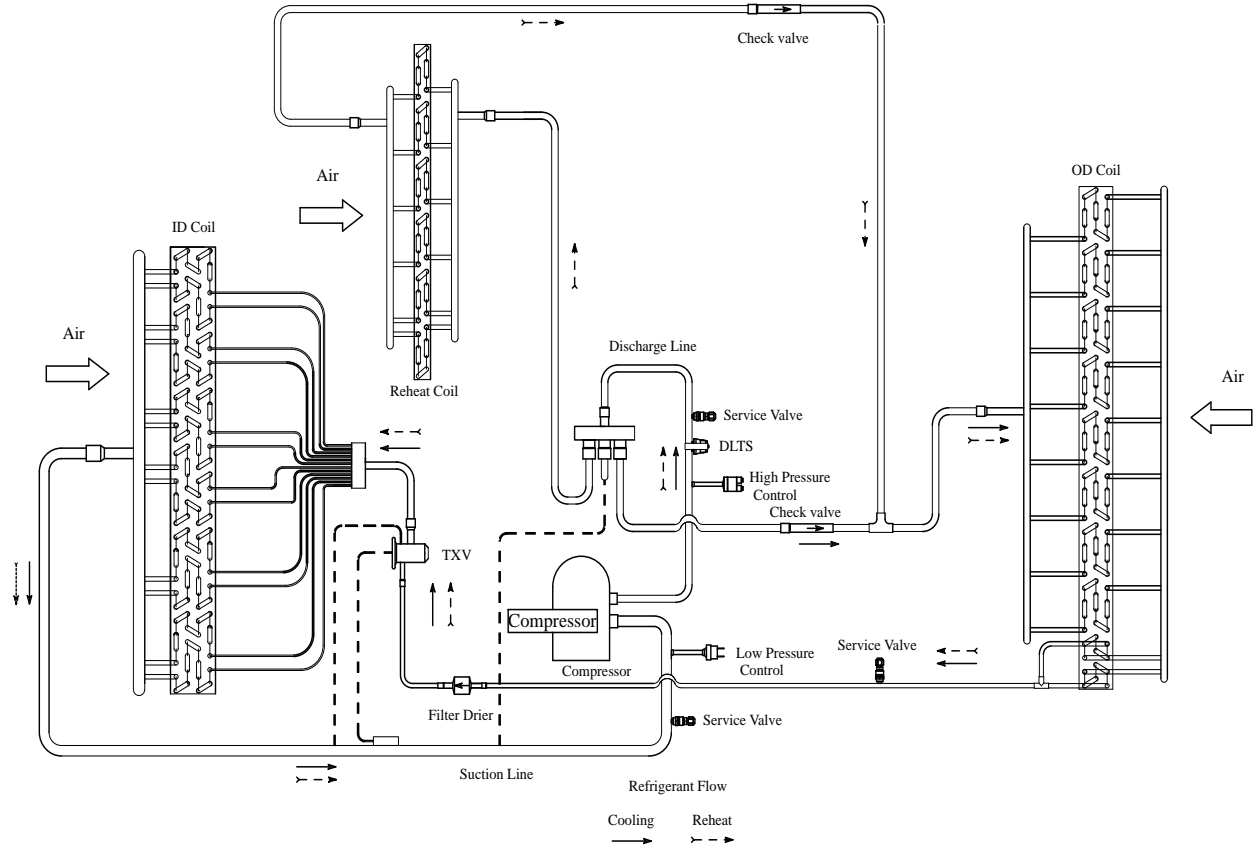 Check valve
Air
OD Coil
ID Coil
Air
Discharge Line
Reheat Coil
Air
Service Valve
DLTS
High Pressure
Control
Check valve
TXV
Compressor
Compressor
Low Pressure
Control
Service Valve
Filter Drier
Service Valve
Suction Line
Refrigerant Flow
Cooling
Reheat